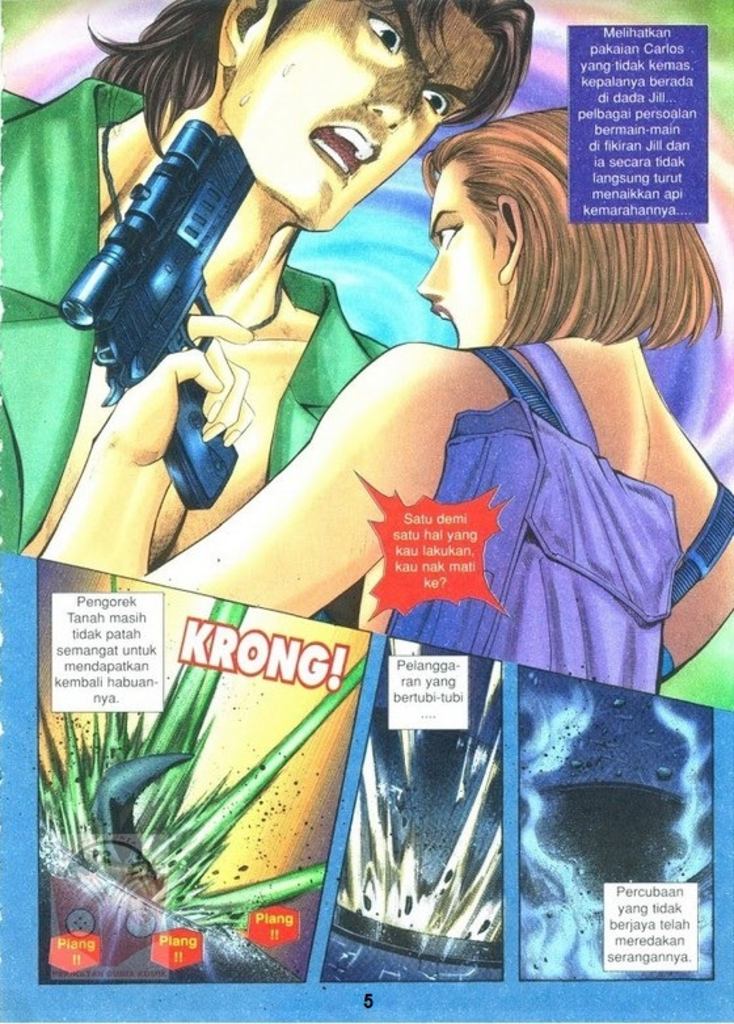 Melihatkan
pakaian Carlos
yang tidak kemas.
kepalanya berada
di dada Jill...
pelbagai persoalan
bermain-main
di fikiran Jill dan
ia secara tidak
langsung turut
menaikkan api
kemarahannya....
Satu demi
satu hal yang
kau lakukan,
kau nak mati
ke?
Pengorek
Tanah masih
tidak patah
semangat untuk
mendapatkan
kembali habuan-
nya.
KRONG!
Pelangga-
ran yang
bertubi-tubi
....
Plang
!!
Plang
!!
Plang
!!
Percubaan
yang tidak
berjaya telah
meredakan
serangannya.
5